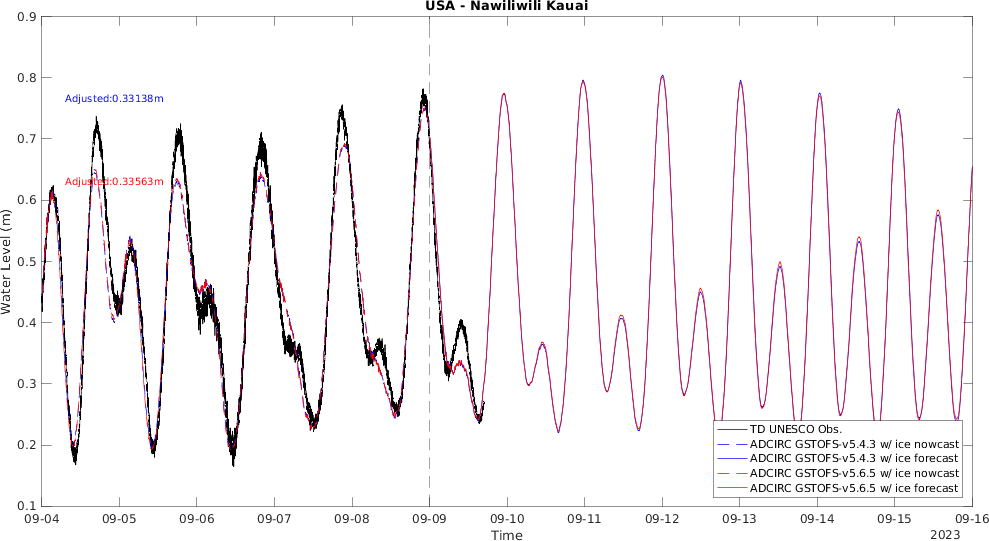 USA - Nawiliwili Kauai
0.9
0.8
0.7
0.6
0.5
0.4
0.3
0.2
0.1
Water Level (m)
Adjusted:0.33138m
Adjusted:0.33563m
TD UNESCO Obs.
ADCIRC GSTOFS-v5.4.3 w/ ice nowcast
ADCIRC GSTOFS-v5.4.3 w/ ice forecast
ADCIRC GSTOFS-v5.6.5 w/ ice nowcast
ADCIRC GSTOFS-v5.6.5 w/ ice forecast
09-04 09-05 09-06 09-07 09-08 09-09 09-10 09-11 09-12 09-13 09-14 09-15 09-16
Time
2023